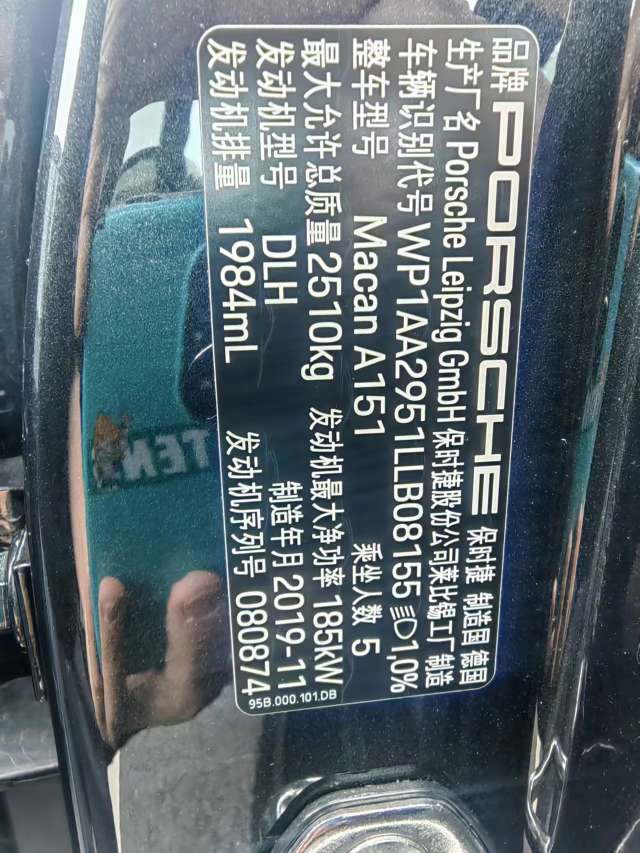 品牌 PORSCHE 保时捷 制造国 德国
生产厂名 Porsche Leipzig GmbH 保时捷股份公司莱比锡工厂制造
车辆识别代号 WP1AA2951LLB08155 1,0%
整车型号 Macan A151 乘坐人数 5
最大允许总质量 2510kg 发动机最大净功率 185kW
发动机型号 DLH 制造年月 2019-11
发动机排量 1984mL 发动机序列号 080874
95B.000.101.DB
TEN